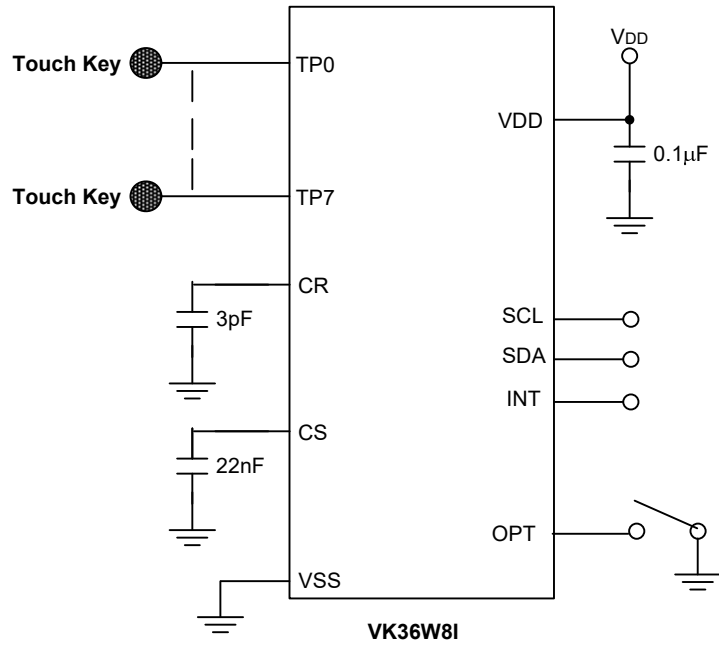 VDD
Touch Key
TP0
VDD
0.1μF
Touch Key
TP7
CR
3pF
SCL
SDA
INT
CS
22nF
OPT
VSS
VK36W8I